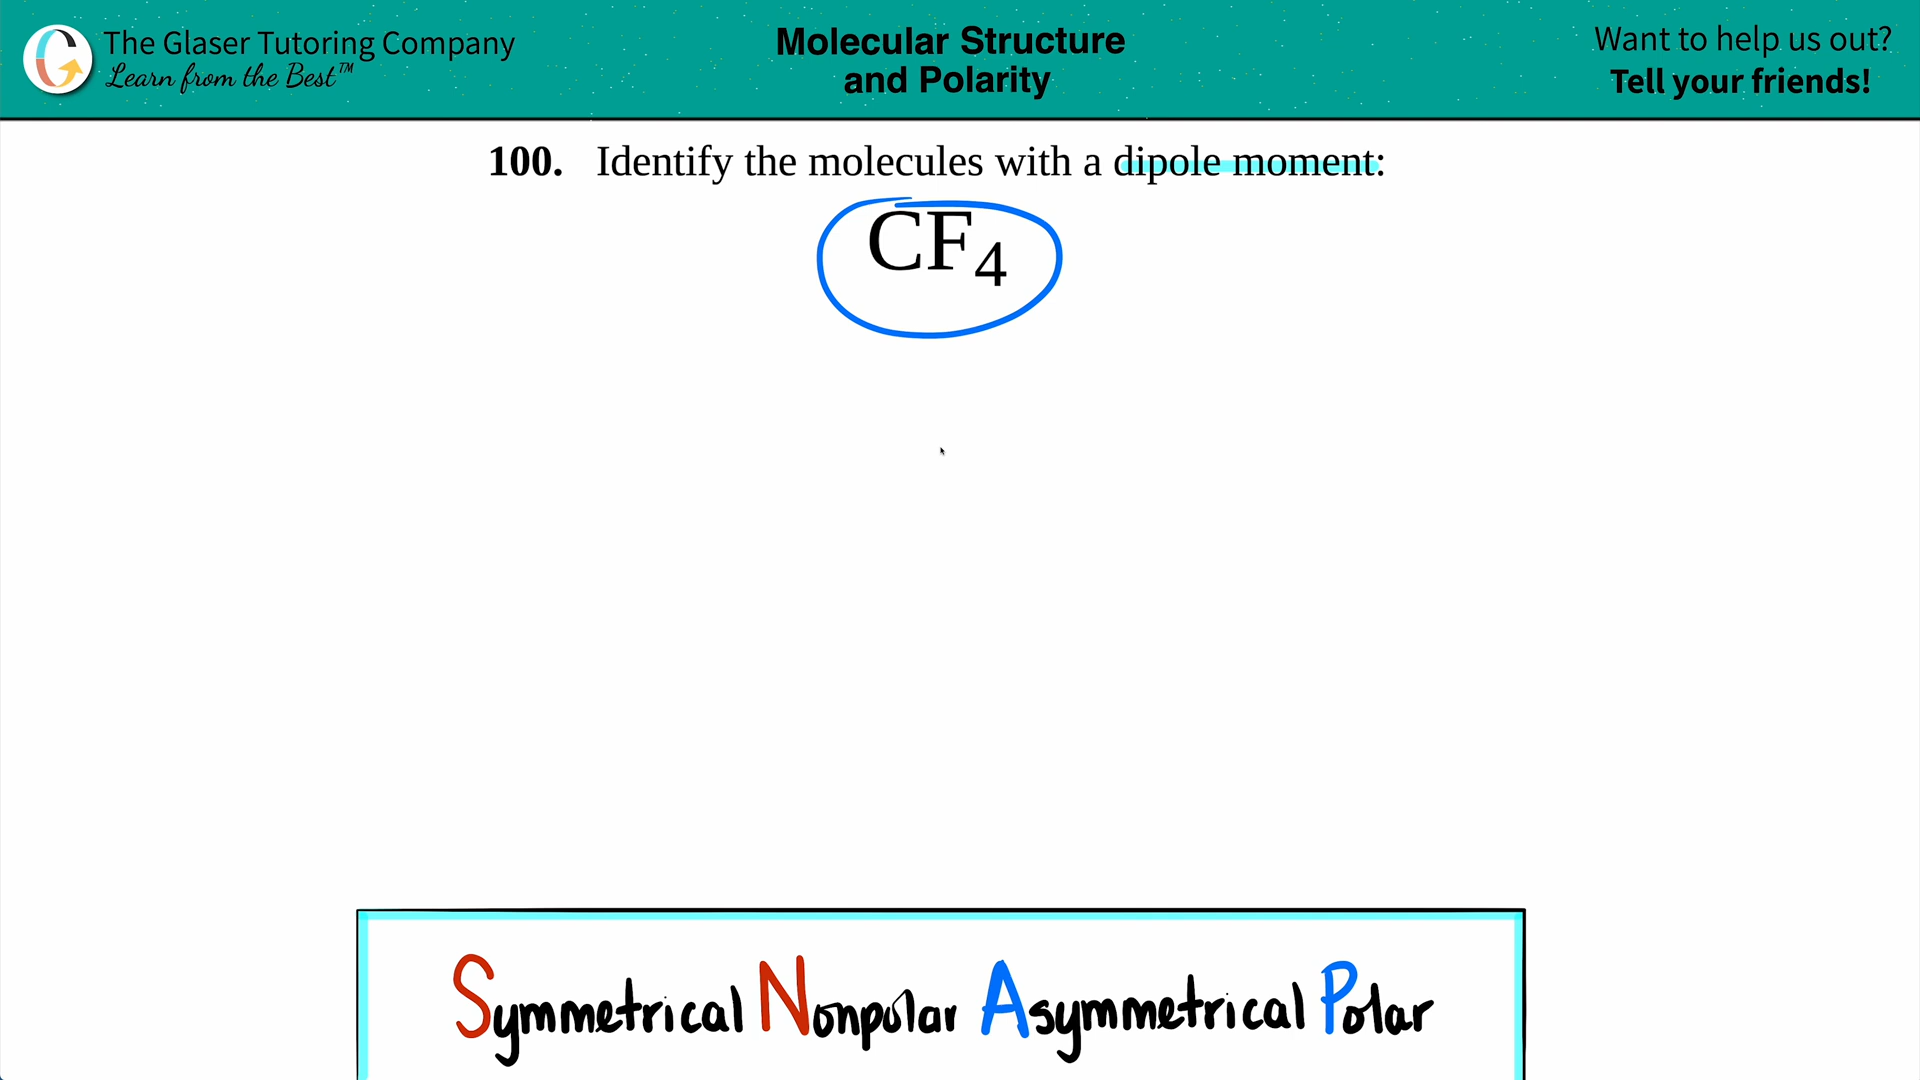 The Glaser Tutoring Company
Learn from the Best™
Molecular Structure
and Polarity
Want to help us out?
Tell your friends!
100. Identify the molecules with a dipole moment:
CF₄
Symmetrical Nonpolar Asymmetrical Polar